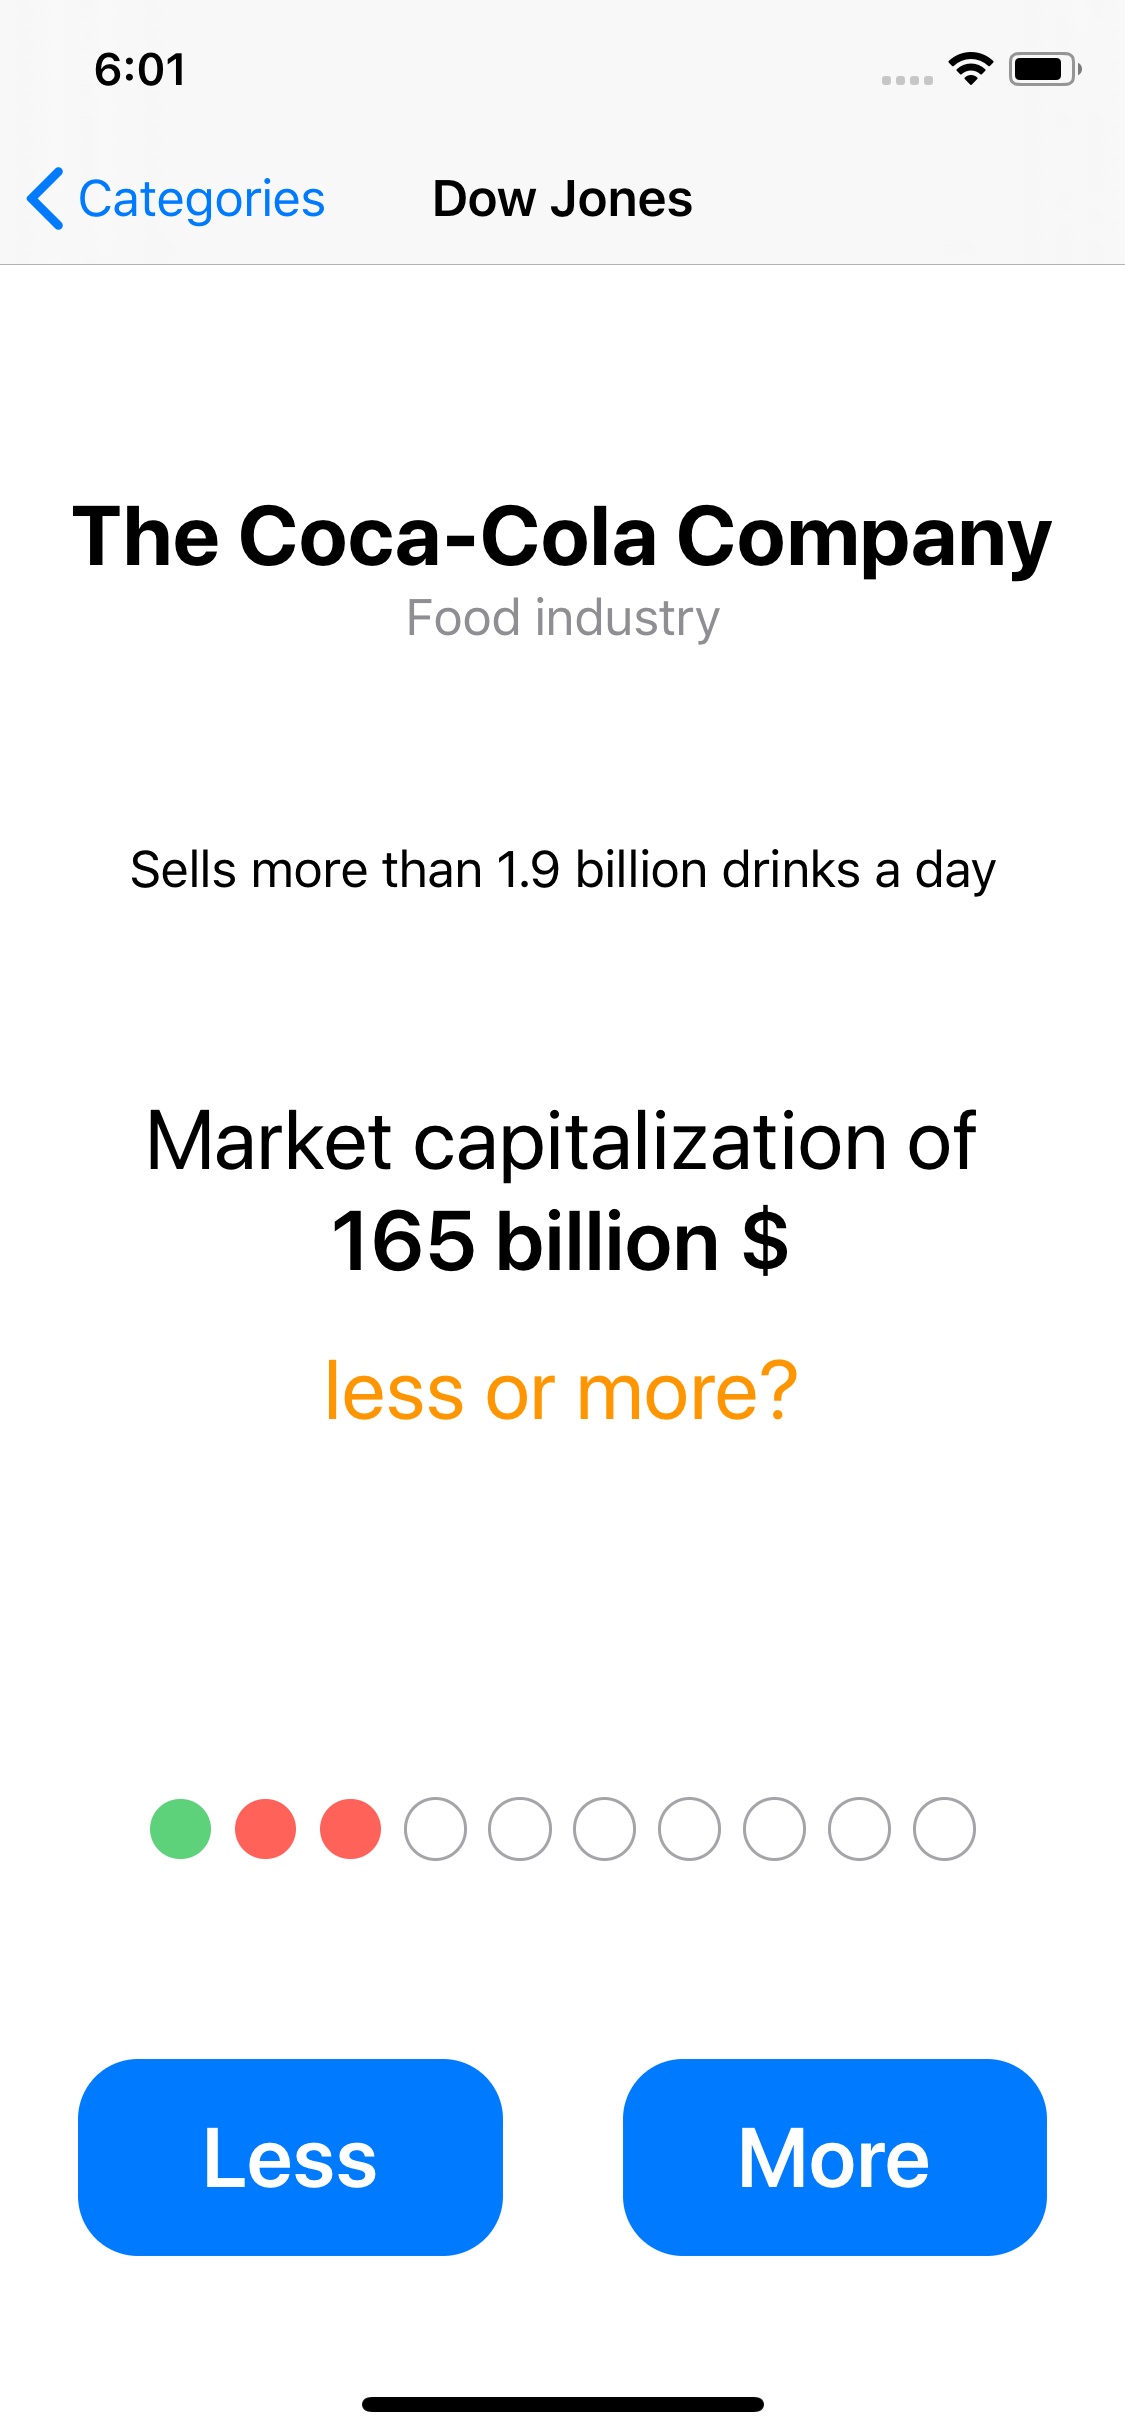 6:01
Categories
Dow Jones
The Coca-Cola Company
Food industry
Sells more than 1.9 billion drinks a day
Market capitalization of
165 billion $
less or more?
Less
More